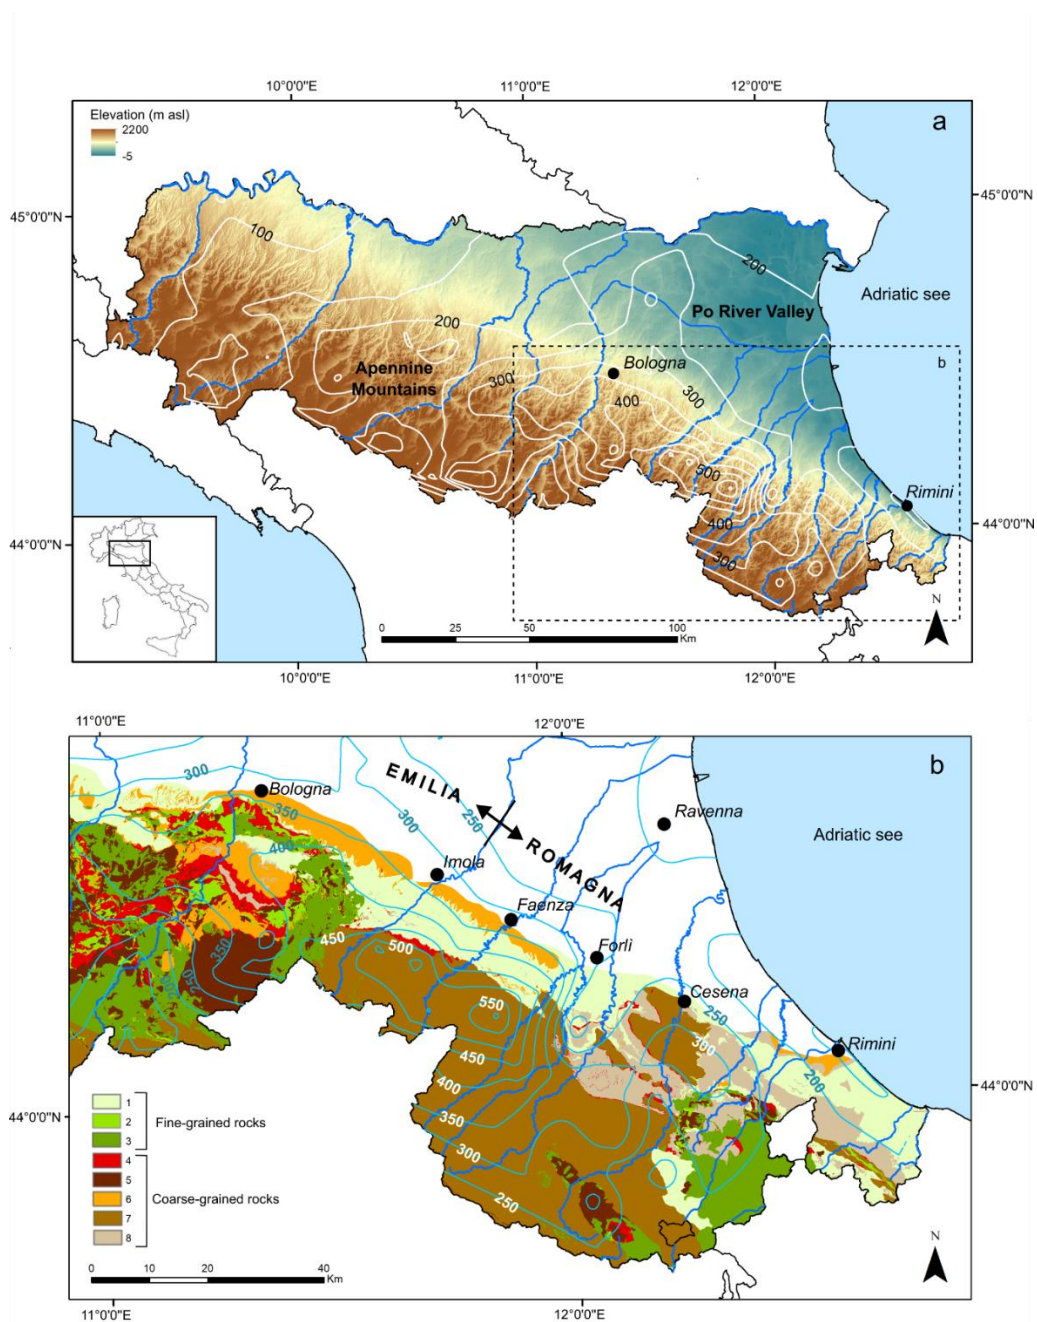 10°0'0"E
11°0'0"E
12°0'0"E
Elevation (m asl)
2200
-5
a
45°0'0"N
45°0'0"N
100
200
Adriatic see
Po River Valley
200
Bologna
b
Apennine
Mountains
300
300
400
500
Rimini
400
44°0'0"N
44°0'0"N
300
N
0
25
50
100
Km
10°0'0"E
11°0'0"E
12°0'0"E
11°0'0"E
12°0'0"E
b
300
EMILIA
250
Bologna
350
300
Ravenna
Adriatic see
400
Imola
ROMAGNA
Faenza
450
500
350
Forlì
250
Cesena
550
300
Rimini
450
200
400
44°0'0"N
44°0'0"N
350
300
250
1
2
3
Fine-grained rocks
4
5
6
7
8
Coarse-grained rocks
N
0
10
20
40
Km
11°0'0"E
12°0'0"E